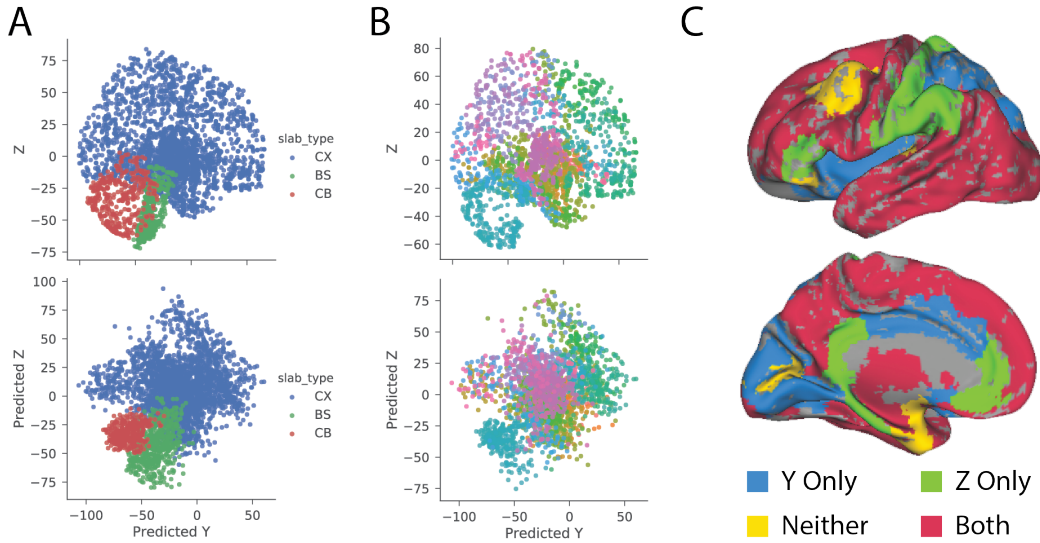 A
B
C
75
50
25
0
−25
−50
−75
Z
slab_type
CX
BS
CB
80
60
40
20
0
−20
−40
−60
Z
100
75
50
25
0
−25
−50
−75
Predicted Z
−100
−50
0
50
Predicted Y
slab_type
CX
BS
CB
75
50
25
0
−25
−50
−75
Predicted Z
−100
−50
0
50
Predicted Y
Y Only
Z Only
Neither
Both